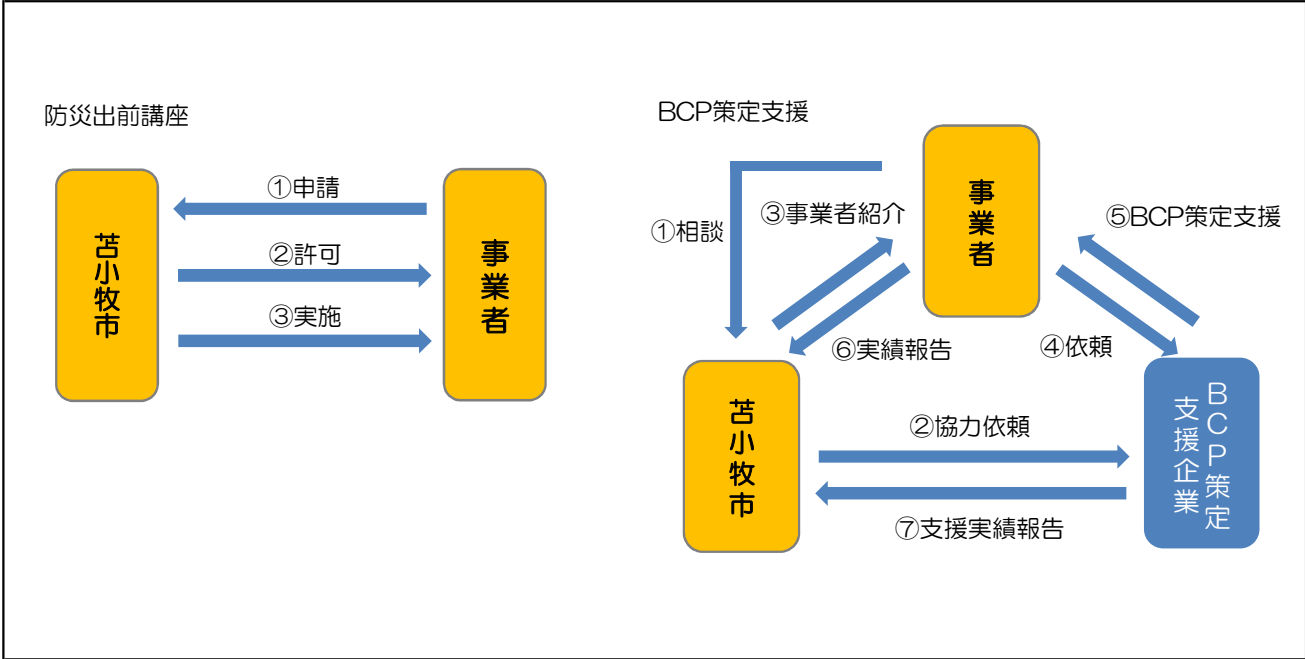 防災出前講座
苫小牧市
①申請
②許可
③実施
事業者
BCP策定支援
事業者
①相談
③事業者紹介
⑤BCP策定支援
⑥実績報告
④依頼
苫小牧市
②協力依頼
⑦支援実績報告
BCP策定
支援企業